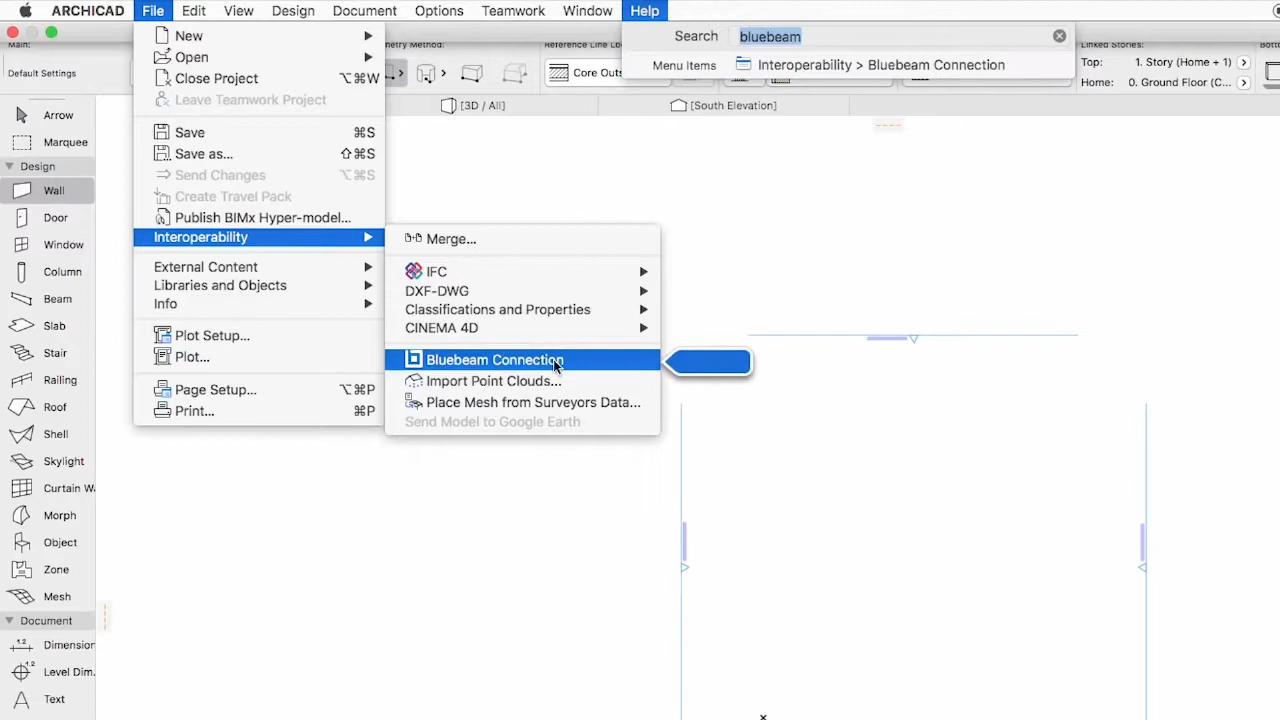 ARCHICAD File Edit View Design Document Options Teamwork Window Help
Search bluebeam
Menu Items Interoperability > Bluebeam Connection
Main:
Default Settings
Reference Line Lo
Core Outs
Linked Stories:
Top: 1. Story (Home + 1)
Home: 0. Ground Floor (C...
[3D / All]
[South Elevation]
Arrow
Marquee
Design
Wall
Door
Window
Column
Beam
Slab
Stair
Railing
Roof
Shell
Skylight
Curtain Wa
Morph
Object
Zone
Mesh
Document
1.2 Dimension
1.2 Level Dim.
A Text
New
Open
Close Project ⌥⌘W
Leave Teamwork Project
Save ⌘S
Save as... ⇧⌘S
Send Changes ⌥⌘S
Create Travel Pack
Publish BIMx Hyper-model...
Interoperability
External Content
Libraries and Objects
Info
Plot Setup...
Plot...
Page Setup... ⌥⌘P
Print... ⌘P
Merge...
IFC
DXF-DWG
Classifications and Properties
CINEMA 4D
Bluebeam Connection
Import Point Clouds...
Place Mesh from Surveyors Data...
Send Model to Google Earth